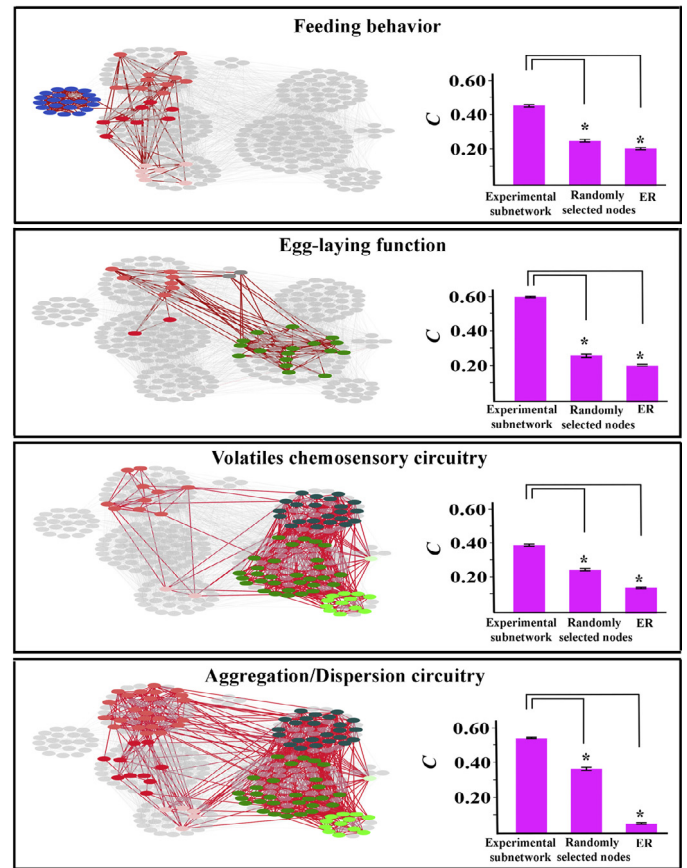 Feeding behavior
C
0.60
0.40
0.20
*
*
Experimental subnetwork
Randomly selected nodes
ER
Egg-laying function
C
0.60
0.40
0.20
*
*
Experimental subnetwork
Randomly selected nodes
ER
Volatiles chemosensory circuitry
C
0.60
0.40
0.20
*
*
Experimental subnetwork
Randomly selected nodes
ER
Aggregation/Dispersion circuitry
C
0.60
0.40
0.20
*
*
Experimental subnetwork
Randomly selected nodes
ER